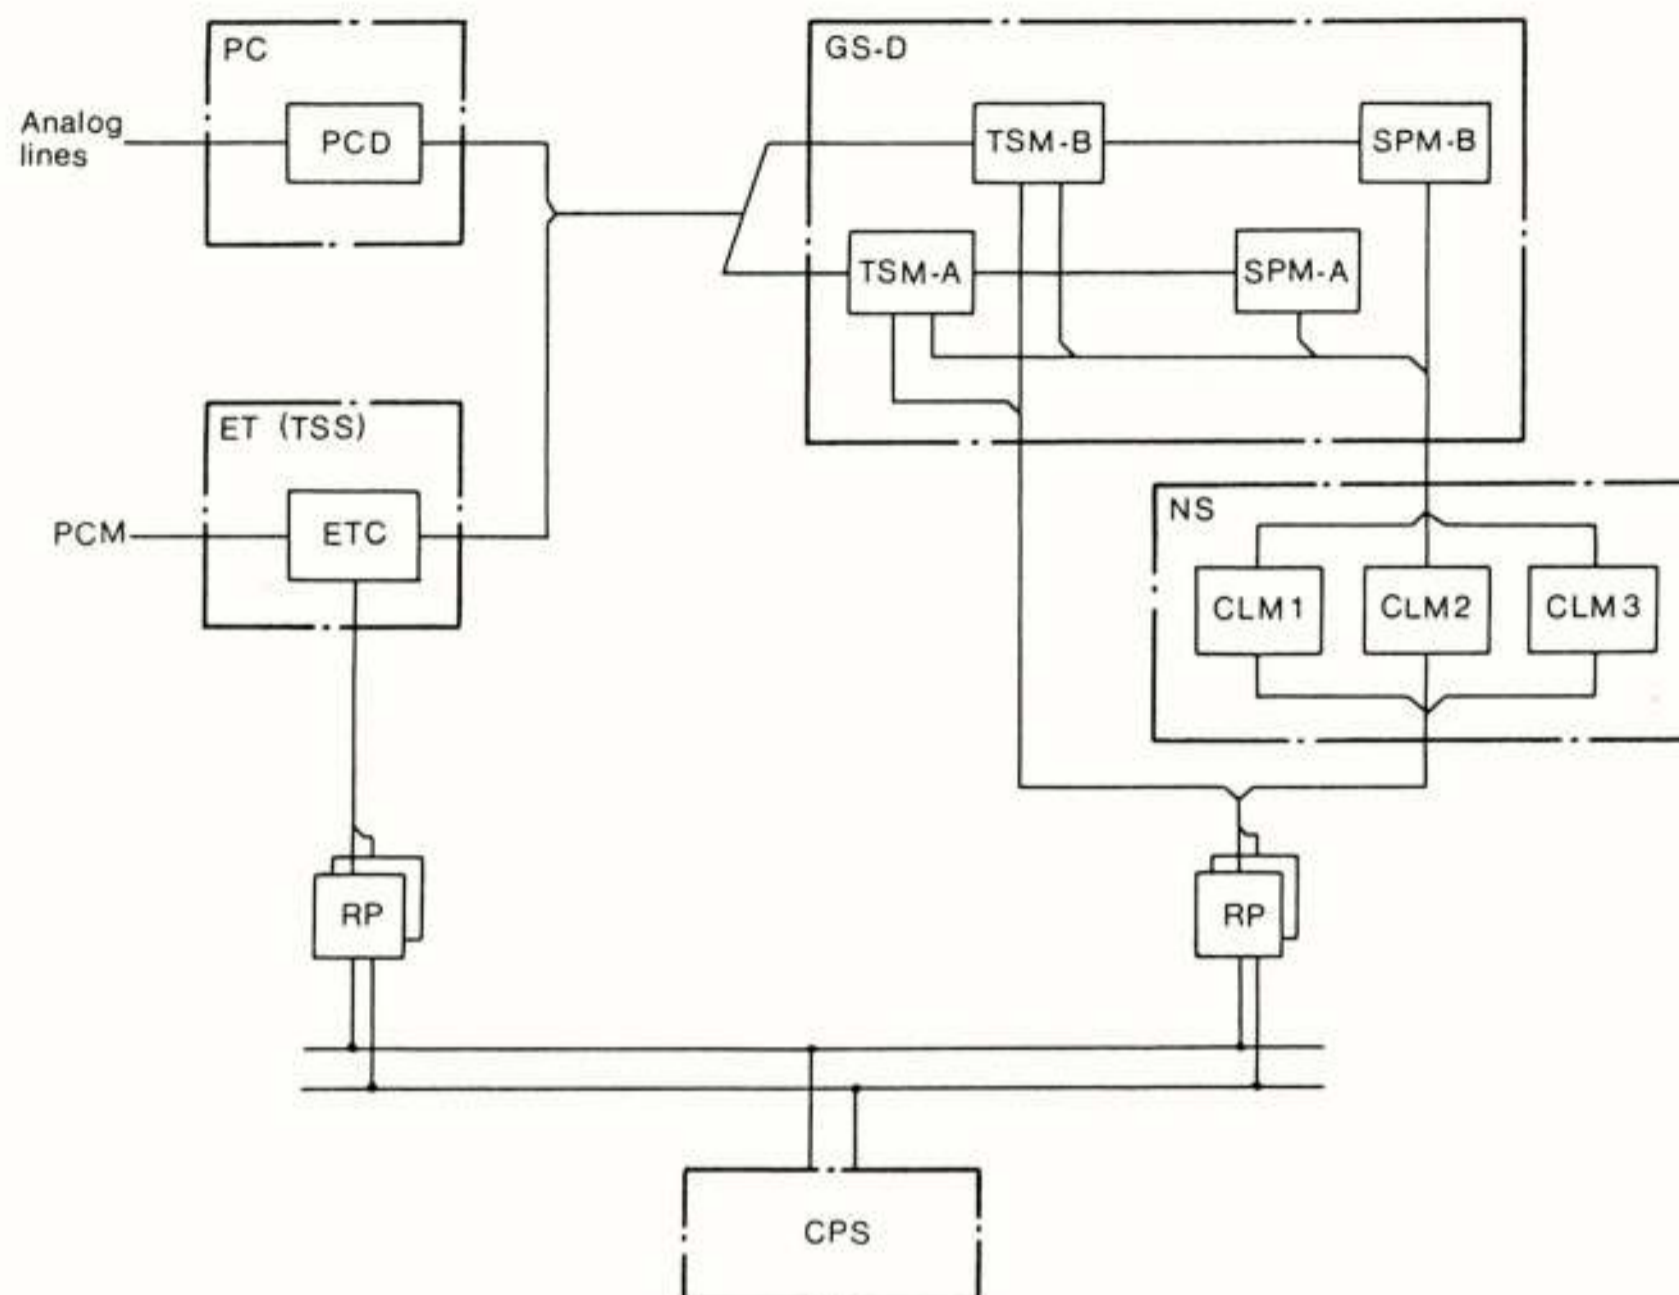 PC
GS-D
Analog
lines
PCD
TSM-B
SPM-B
TSM-A
SPM-A
ET (TSS)
NS
PCM
ETC
CLM1
CLM2
CLM3
RP
RP
CPS